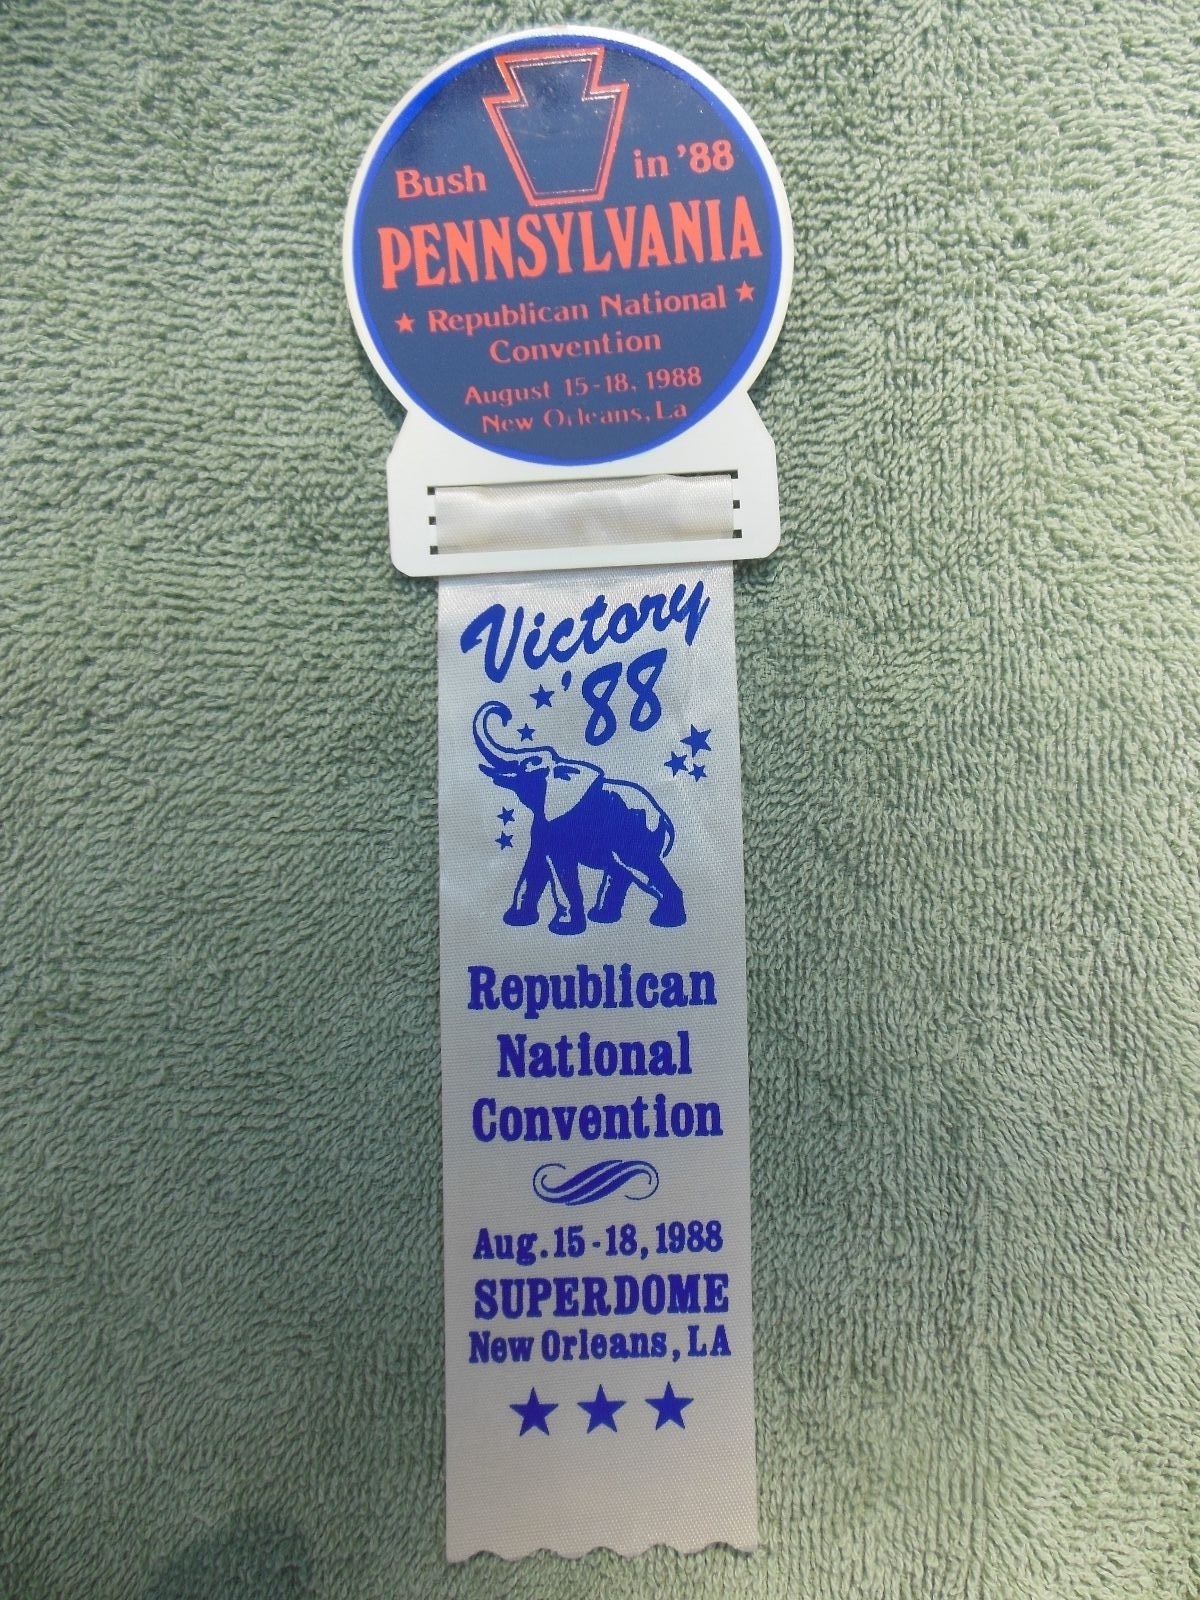 Bush in '88
PENNSYLVANIA
★ Republican National ★
Convention
August 15-18, 1988
New Orleans, La
Victory
'88
Republican
National
Convention
Aug. 15-18, 1988
SUPERDOME
New Orleans, LA